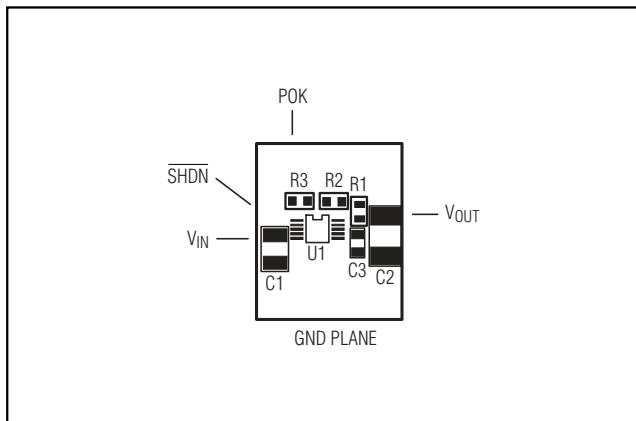 POK
SHDN
R3 R2 R1
VIN
VOUT
U1
C3
C2
C1
GND PLANE